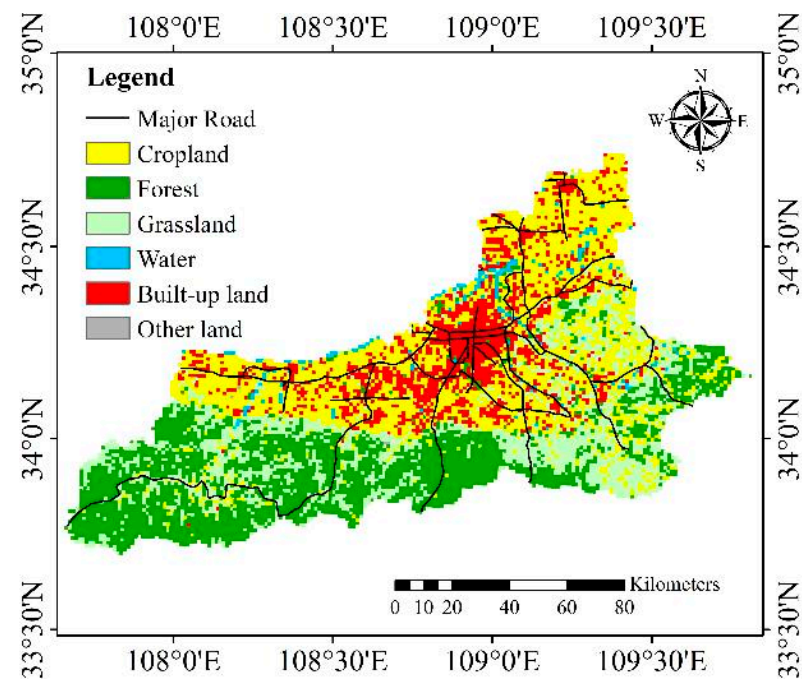 108°0'E 108°30'E 109°0'E 109°30'E
35°0'N 35°0'N
Legend
Major Road
Cropland
Forest
Grassland
Water
Built-up land
Other land
N
W E
S
34°30'N 34°30'N
34°0'N 34°0'N
33°30'N 33°30'N
Kilometers
0 10 20 40 60 80
108°0'E 108°30'E 109°0'E 109°30'E